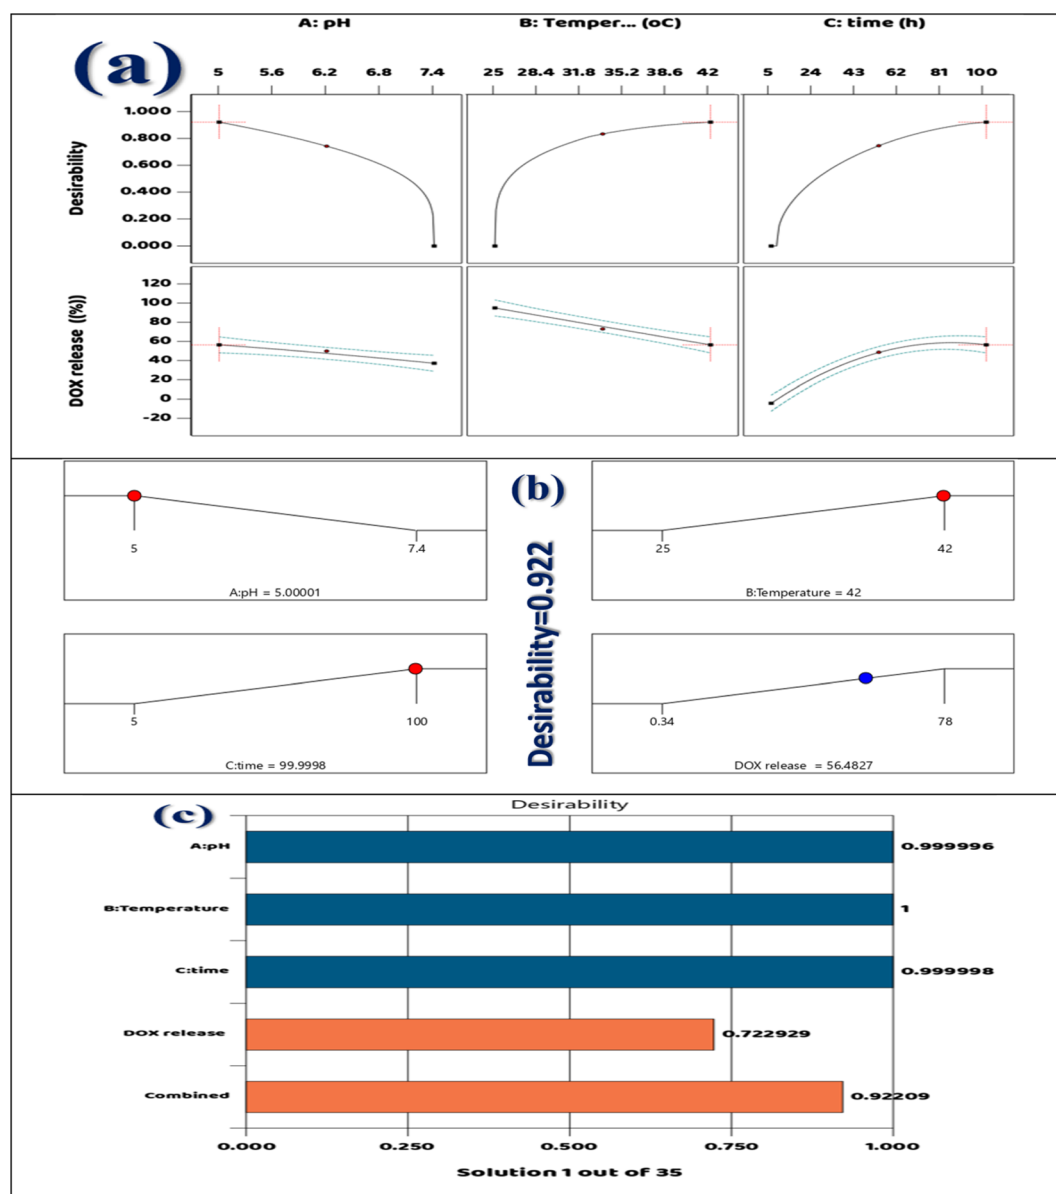 (a)
A: pH
B: Temper... (oC)
C: time (h)
5 5.6 6.2 6.8 7.4
25 28.4 31.8 35.2 38.6 42
5 24 43 62 81 100
Desirability
1.000
0.800
0.600
0.400
0.200
0.000
DOX release ((%))
120
100
80
60
40
20
0
-20
(b)
Desirability=0.922
5 7.4
A:pH = 5.00001
25 42
B:Temperature = 42
5 100
C:time = 99.9998
0.34 78
DOX release = 56.4827
(c)
Desirability
A:pH 0.999996
B:Temperature 1
C:time 0.999998
DOX release 0.722929
Combined 0.92209
0.000 0.250 0.500 0.750 1.000
Solution 1 out of 35